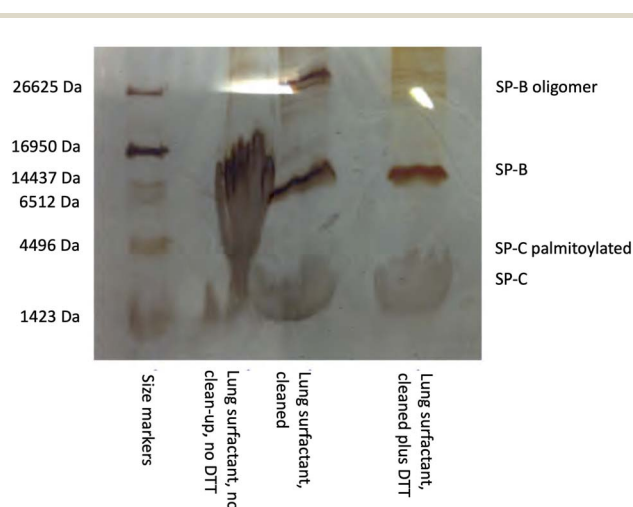 26625 Da
16950 Da
14437 Da
6512 Da
4496 Da
1423 Da
SP-B oligomer
SP-B
SP-C palmitoylated
SP-C
Size markers
Lung surfactant, no
clean-up, no DTT
Lung surfactant,
cleaned
Lung surfactant,
cleaned plus DTT